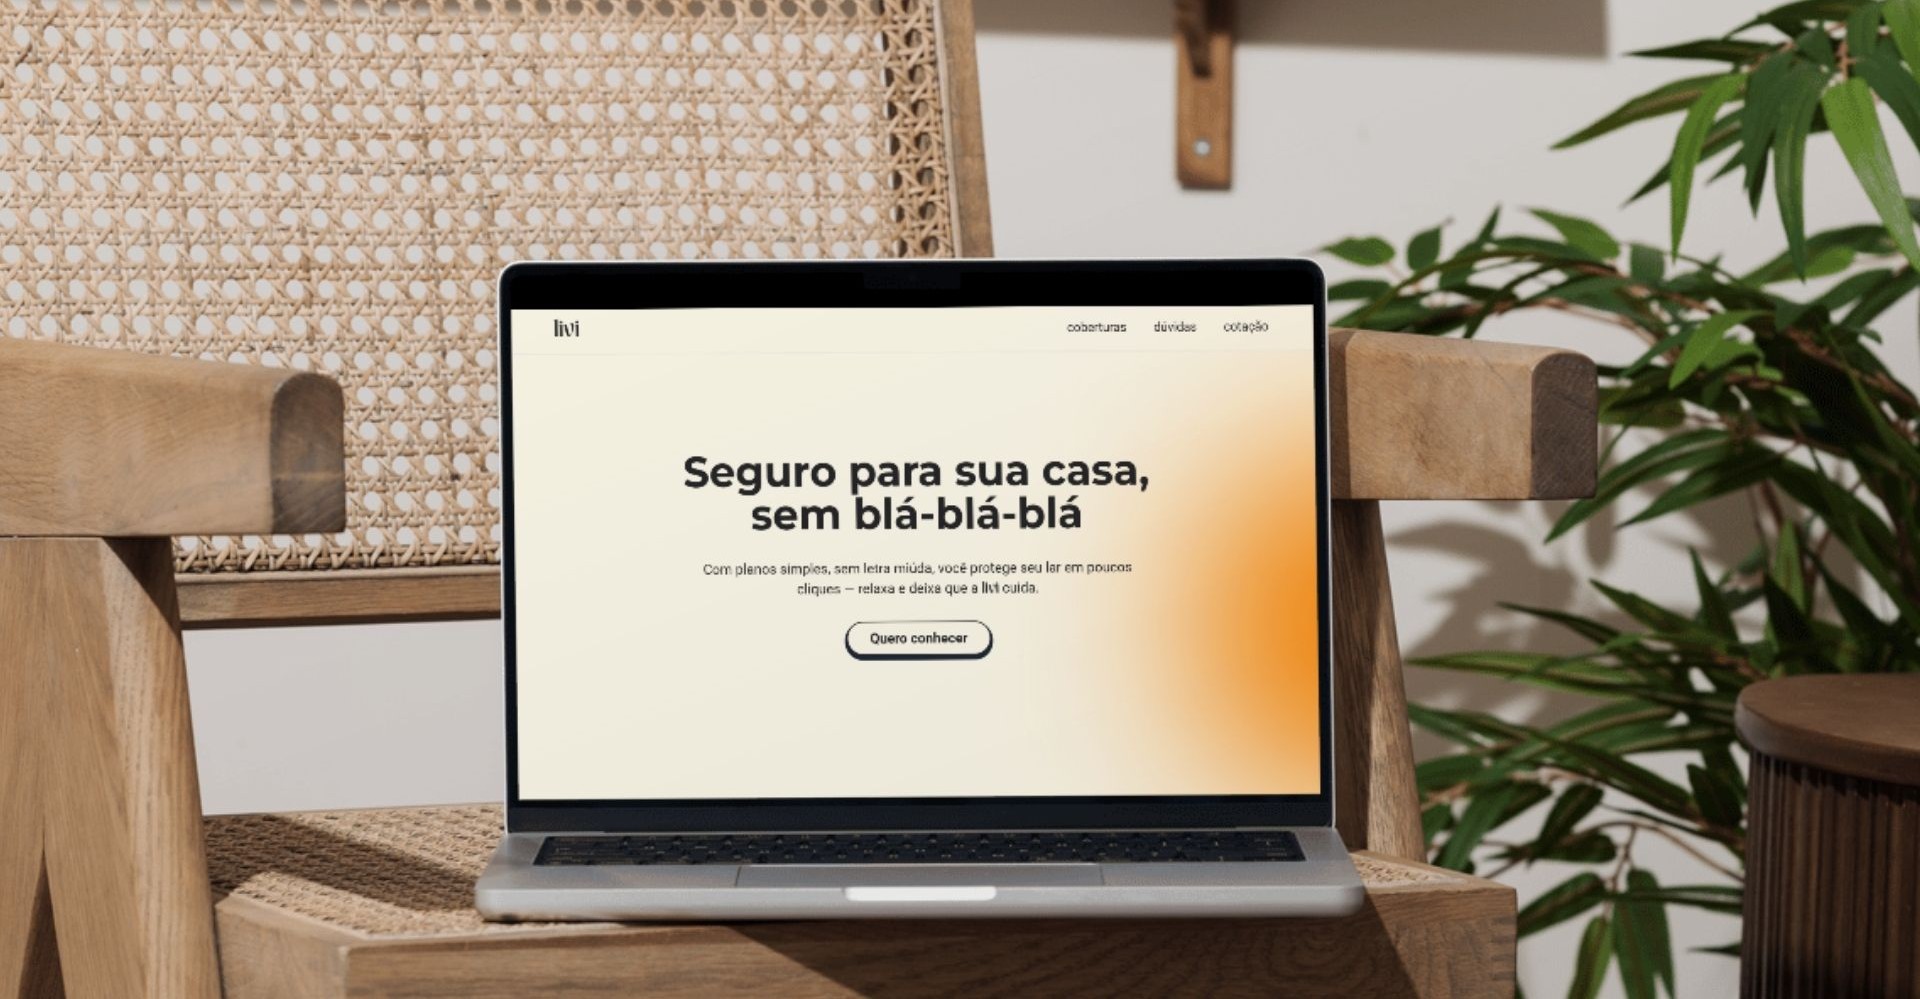 livi
coberturas dúvidas cotação
Seguro para sua casa,
sem blá-blá-blá
Com planos simples, sem letra miúda, você protege seu lar em poucos
cliques — relaxa e deixa que a livi cuida.
Quero conhecer